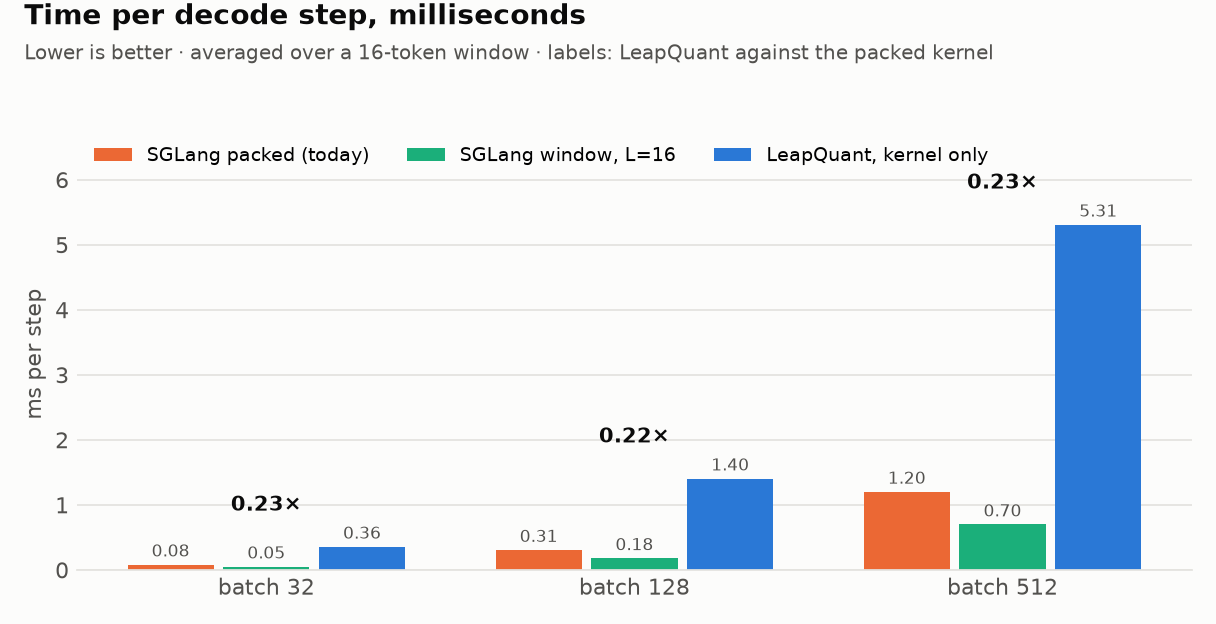 Time per decode step, milliseconds
Lower is better · averaged over a 16-token window · labels: LeapQuant against the packed kernel
SGLang packed (today) SGLang window, L=16 LeapQuant, kernel only
ms per step
6
5
4
3
2
1
0
0.23×
0.08 0.05 0.36
0.22×
0.31 0.18 1.40
0.23×
1.20 0.70 5.31
batch 32 batch 128 batch 512